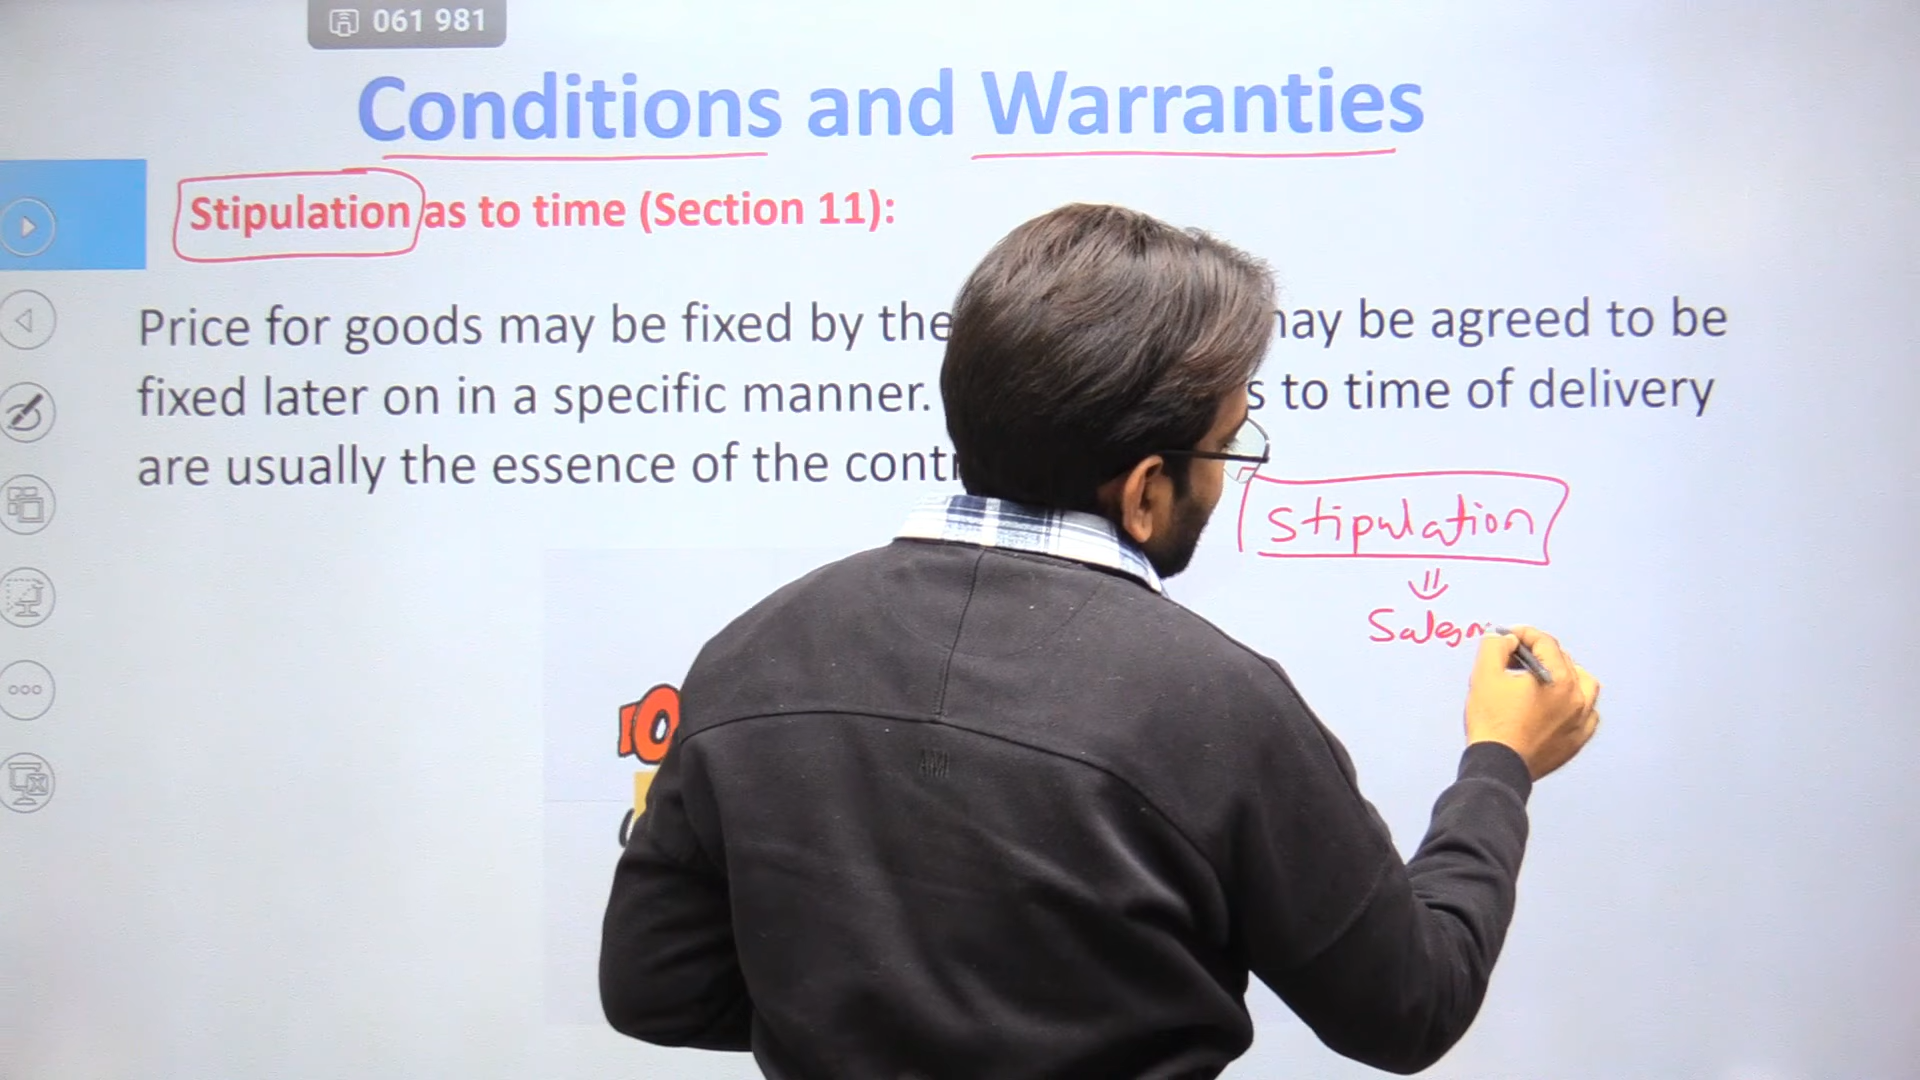 061 981
Conditions and Warranties
Stipulation as to time (Section 11):
Price for goods may be fixed by the may be agreed to be
fixed later on in a specific manner. s to time of delivery
are usually the essence of the
Stipulation